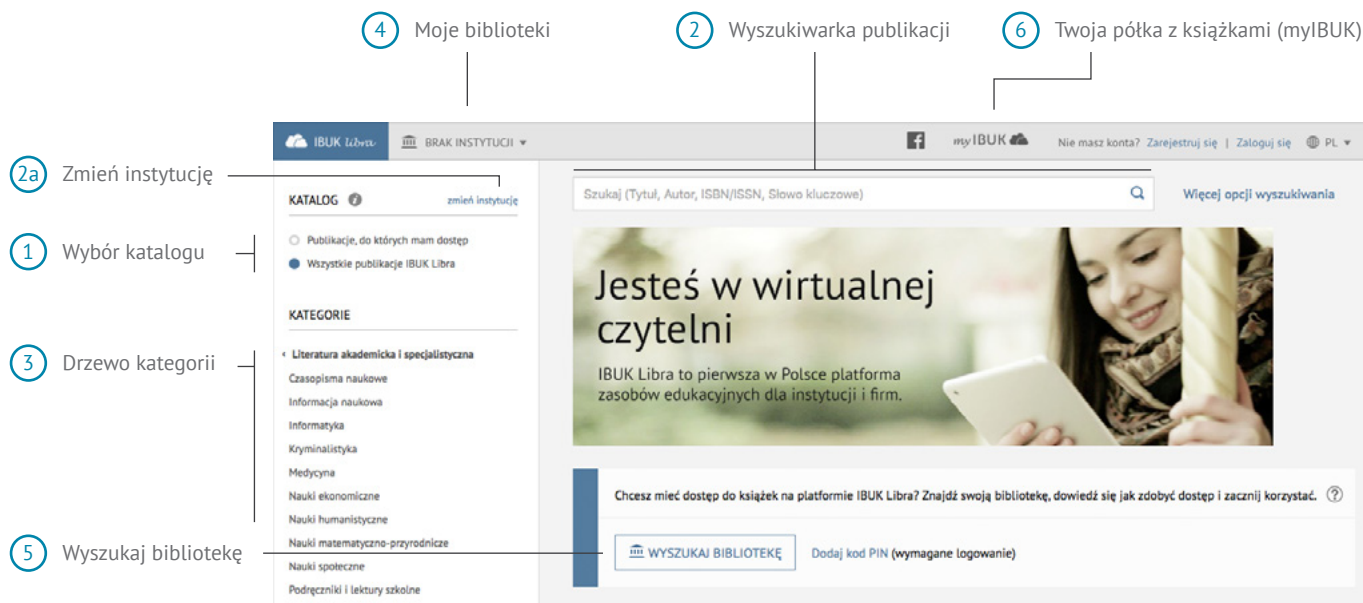 4 Moje biblioteki
2 Wyszukiwarka publikacji
6 Twoja półka z książkami (myIBUK)
IBUK Libra
BRAK INSTYTUCJI
myIBUK
Nie masz konta? Zarejestruj się | Zaloguj się
PL
2a Zmień instytucję
KATALOG
zmień instytucję
Szukaj (Tytuł, Autor, ISBN/ISSN, Słowo kluczowe)
Więcej opcji wyszukiwania
1 Wybór katalogu
Publikacje, do których mam dostęp
Wszystkie publikacje IBUK Libra
Jesteś w wirtualnej
czytelni
IBUK Libra to pierwsza w Polsce platforma
zasobów edukacyjnych dla instytucji i firm.
KATEGORIE
3 Drzewo kategorii
‹ Literatura akademicka i specjalistyczna
Czasopisma naukowe
Informacja naukowa
Informatyka
Kryminalistyka
Medycyna
Nauki ekonomiczne
Nauki humanistyczne
Nauki matematyczno-przyrodnicze
Nauki społeczne
Podręczniki i lektury szkolne
Chcesz mieć dostęp do książek na platformie IBUK Libra? Znajdź swoją bibliotekę, dowiedź się jak zdobyć dostęp i zacznij korzystać. ?
5 Wyszukaj bibliotekę
WYSZUKAJ BIBLIOTEKĘ
Dodaj kod PIN (wymagane logowanie)